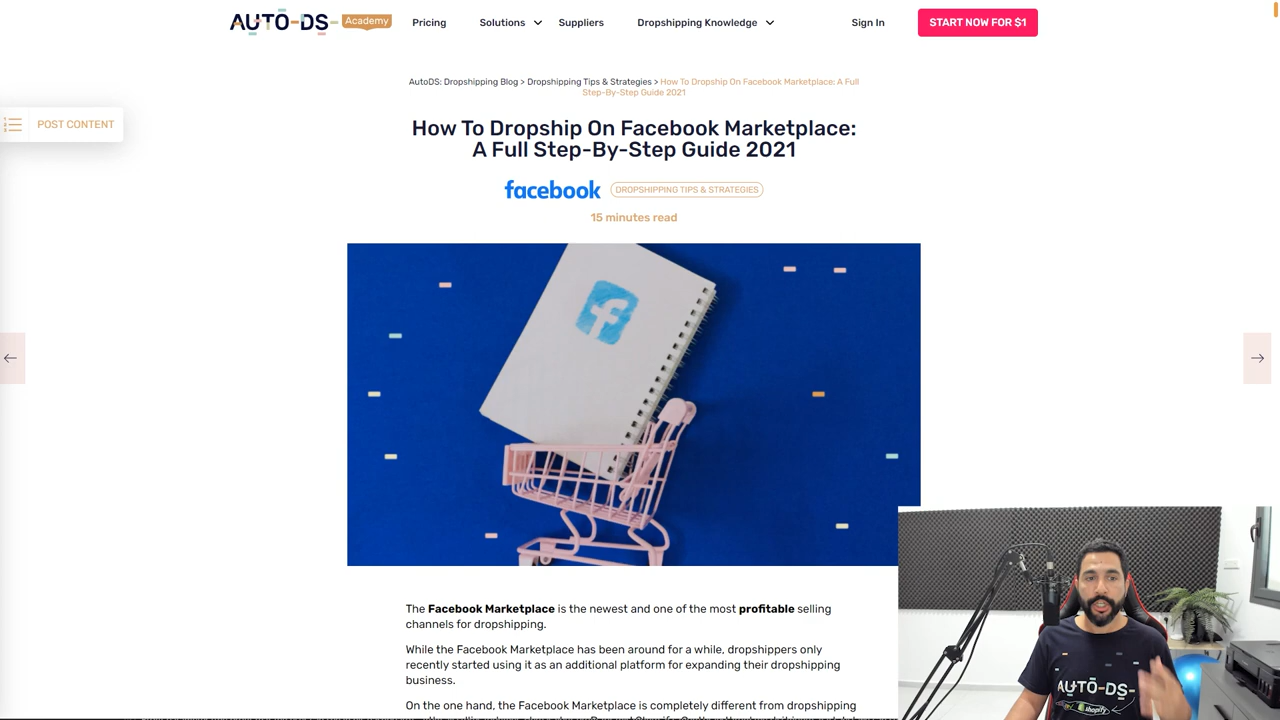 AUTO-DS- Academy Pricing Solutions Suppliers Dropshipping Knowledge Sign In START NOW FOR $1
AutoDS: Dropshipping Blog > Dropshipping Tips & Strategies > How To Dropship On Facebook Marketplace: A Full
Step-By-Step Guide 2021
POST CONTENT
How To Dropship On Facebook Marketplace:
A Full Step-By-Step Guide 2021
facebook DROPSHIPPING TIPS & STRATEGIES
15 minutes read
f
The Facebook Marketplace is the newest and one of the most profitable selling
channels for dropshipping.
While the Facebook Marketplace has been around for a while, dropshippers only
recently started using it as an additional platform for expanding their dropshipping
business.
On the one hand, the Facebook Marketplace is completely different from dropshipping
AUTO-DS-
shopify